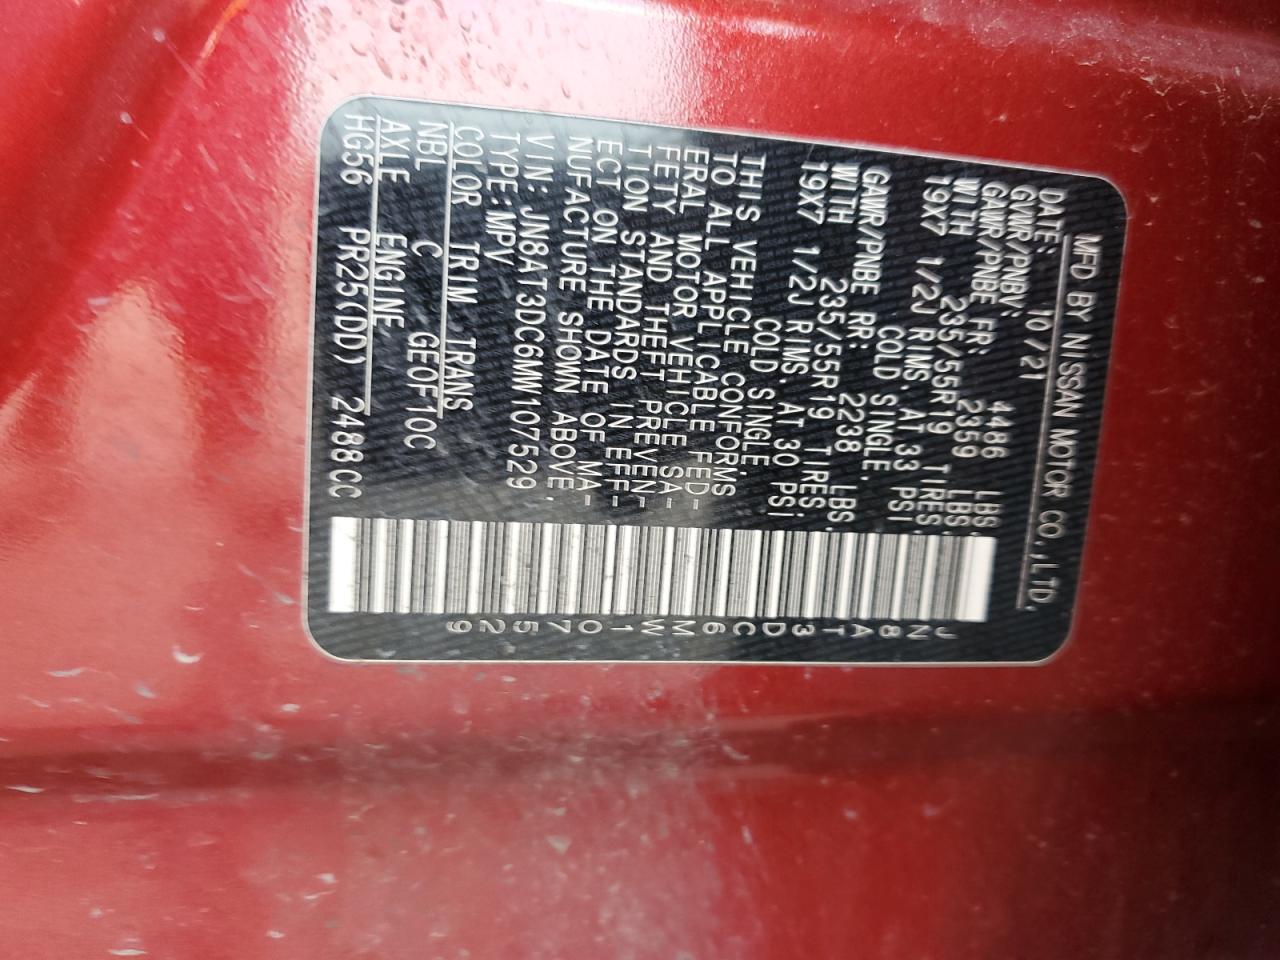 MFD BY NISSAN MOTOR CO.,LTD.
DATE: 10/21
GVWR/PNBV: 4486 LBS.
GAWR/PNBE FR: 2359 LBS.
WITH 235/55R19 TIRES,
19X7 1/2J RIMS. AT 33 PSI
COLD SINGLE.
GAWR/PNBE RR: 2238 LBS.
WITH 235/55R19 TIRES,
19X7 1/2J RIMS. AT 30 PSI
COLD SINGLE.
THIS VEHICLE CONFORMS
TO ALL APPLICABLE FED-
ERAL MOTOR VEHICLE SA-
FETY AND THEFT PREVEN-
TION STANDARDS IN EFF-
ECT ON THE DATE OF MA-
NUFACTURE SHOWN ABOVE.
VIN: JN8AT3DC6MW107529
TYPE:MPV
COLOR TRIM TRANS
NBL C GEOF10C
AXLE ENGINE
HG56 PR25(DD) 2488CC
JN8AT3DC6MW107529